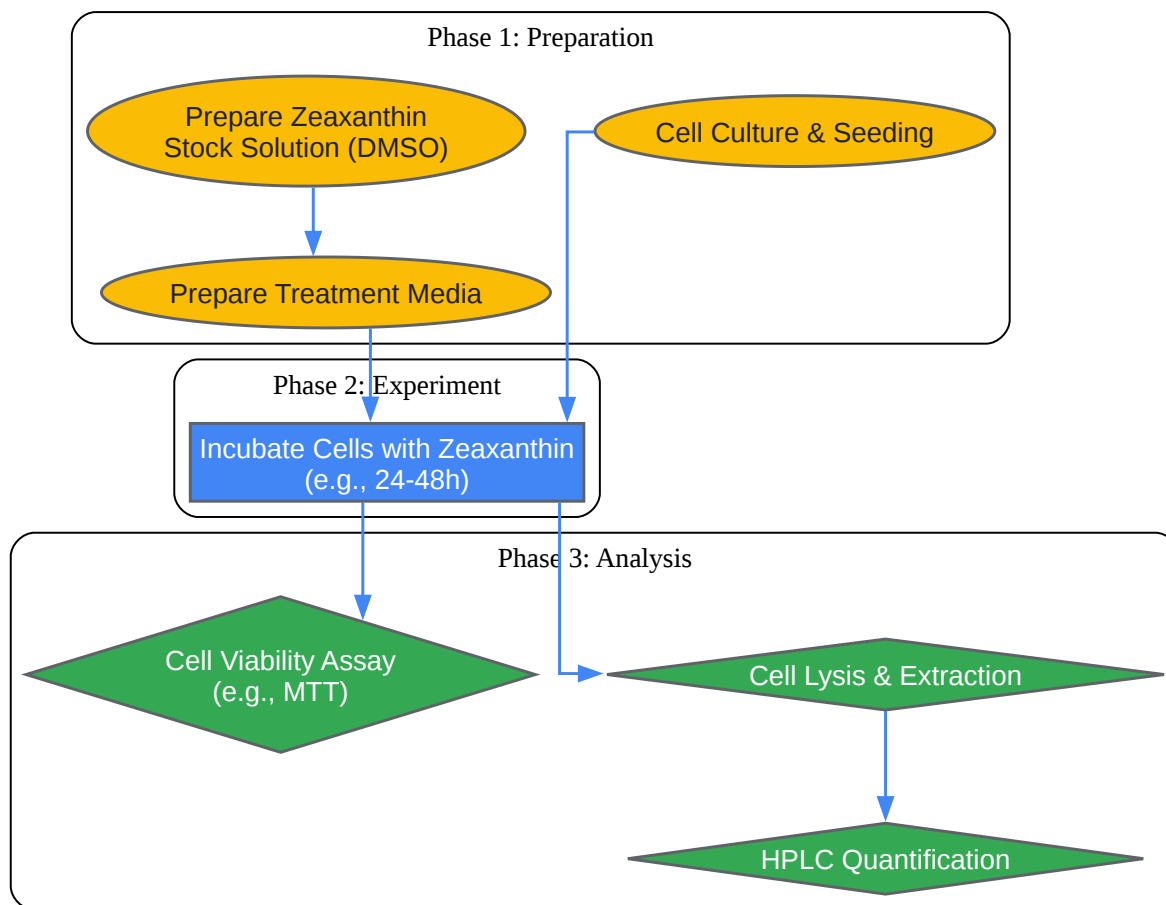 Phase 1: Preparation
Prepare Zeaxanthin
Stock Solution (DMSO)
Cell Culture & Seeding
Prepare Treatment Media
Phase 2: Experiment
Incubate Cells with Zeaxanthin
(e.g., 24-48h)
Phase 3: Analysis
Cell Viability Assay
(e.g., MTT)
Cell Lysis & Extraction
HPLC Quantification